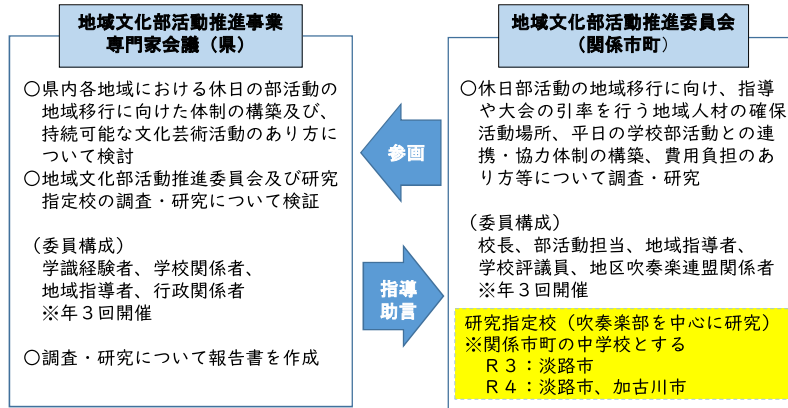 地域文化部活動推進事業
専門家会議（県）
○県内各地域における休日の部活動の
地域移行に向けた体制の構築及び、
持続可能な文化芸術活動のあり方に
ついて検討
○地域文化部活動推進委員会及び研究
指定校の調査・研究について検証
（委員構成）
学識経験者、学校関係者、
地域指導者、行政関係者
※年３回開催
○調査・研究について報告書を作成
参画
指導
助言
地域文化部活動推進委員会
（関係市町）
○休日部活動の地域移行に向け、指導
や大会の引率を行う地域人材の確保
活動場所、平日の学校部活動との連
携・協力体制の構築、費用負担のあ
り方等について調査・研究
（委員構成）
校長、部活動担当、地域指導者、
学校評議員、地区吹奏楽連盟関係者
※年３回開催
研究指定校（吹奏楽部を中心に研究）
※関係市町の中学校とする
Ｒ３：淡路市
Ｒ４：淡路市、加古川市